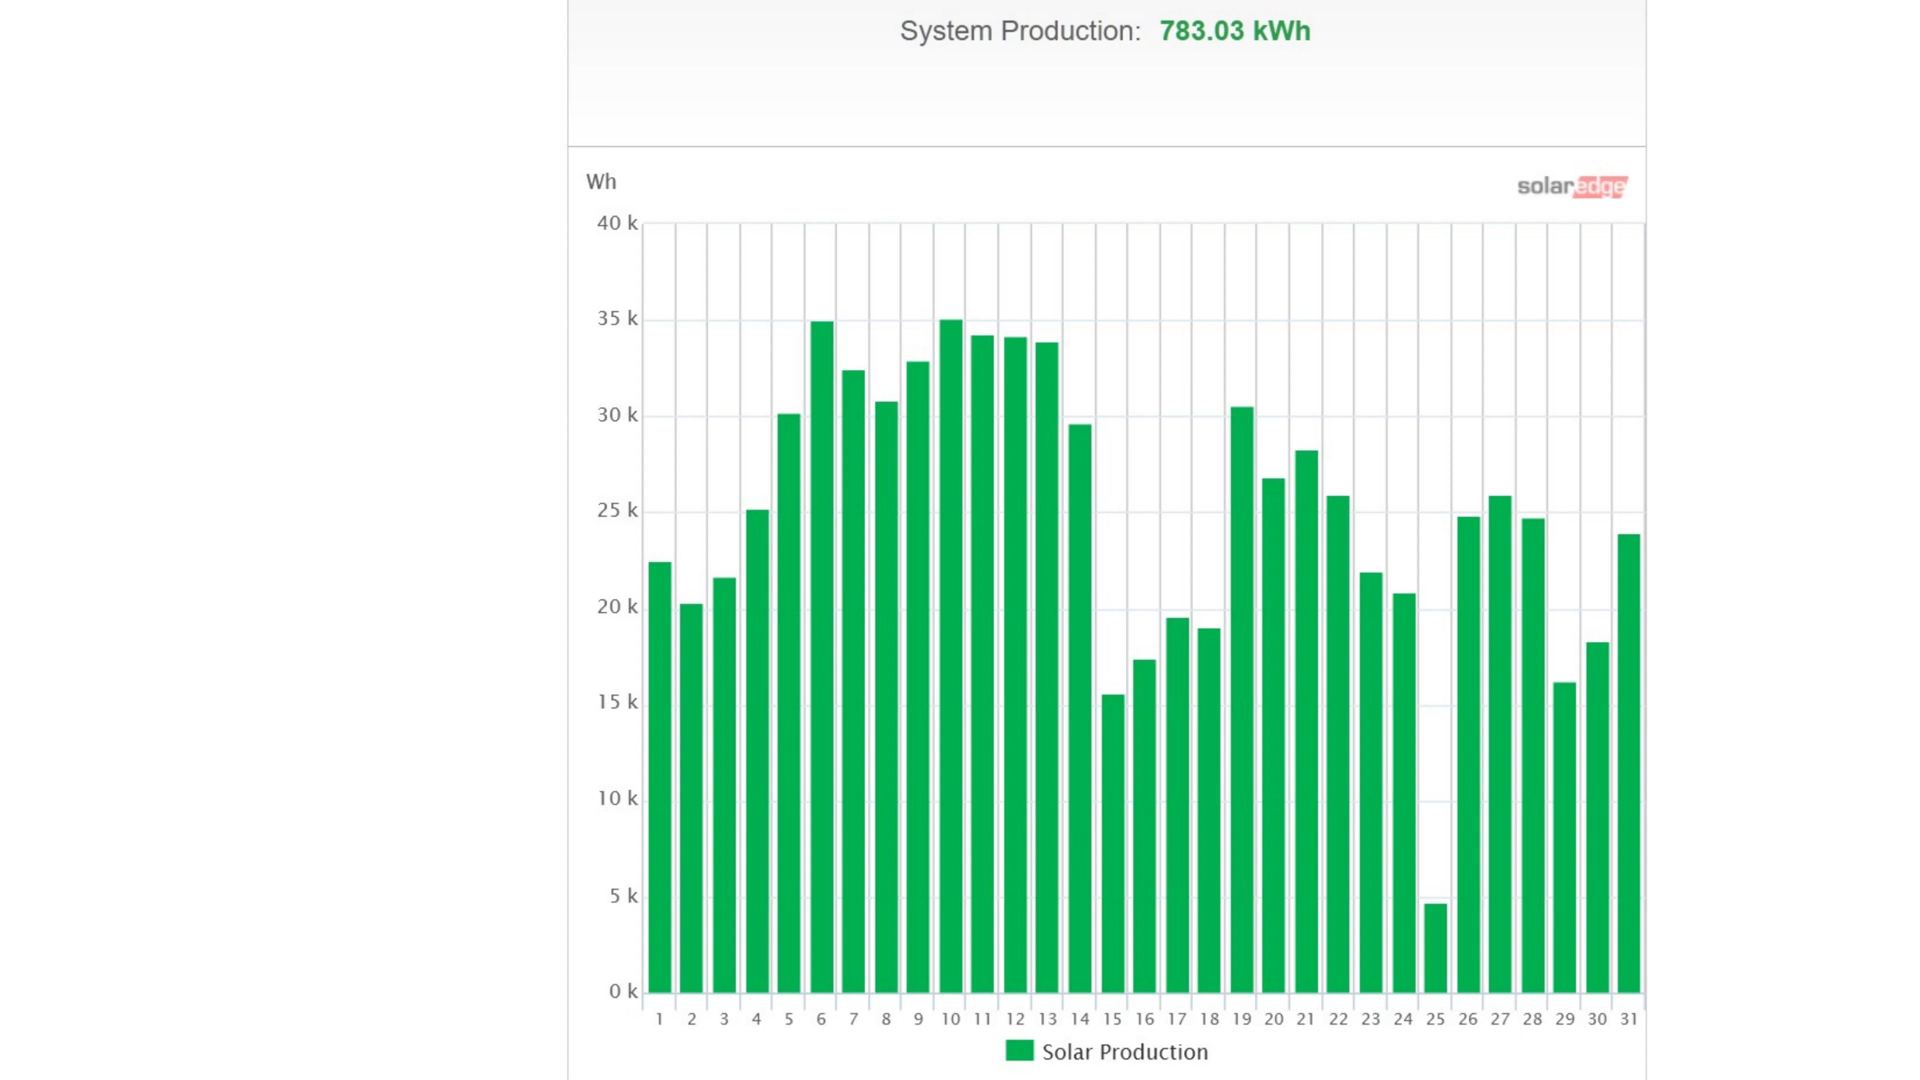 System Production: 783.03 kWh
Wh
solaredge
40 k
35 k
30 k
25 k
20 k
15 k
10 k
5 k
0 k
1 2 3 4 5 6 7 8 9 10 11 12 13 14 15 16 17 18 19 20 21 22 23 24 25 26 27 28 29 30 31
Solar Production